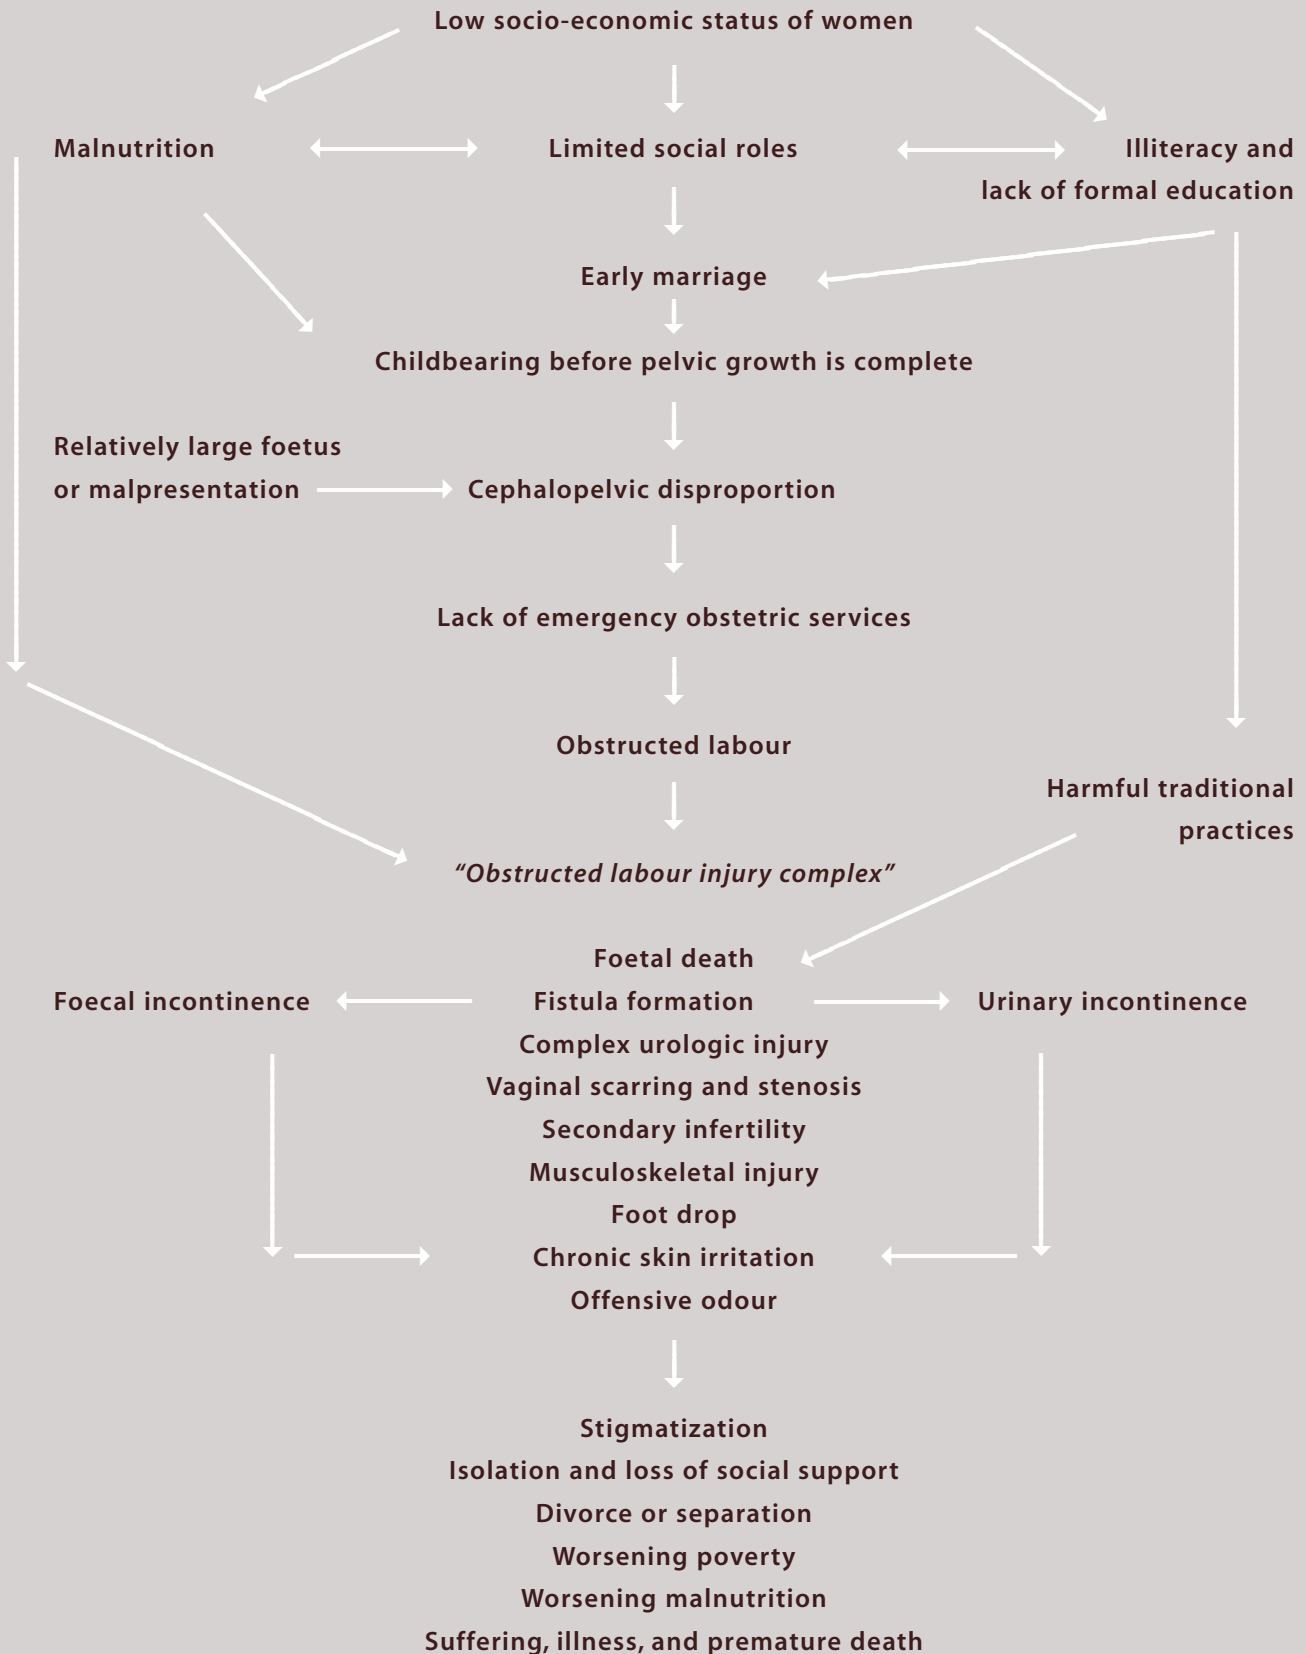 Low socio-economic status of women
Malnutrition
Limited social roles
Illiteracy and
lack of formal education
Early marriage
Childbearing before pelvic growth is complete
Relatively large foetus
or malpresentation
Cephalopelvic disproportion
Lack of emergency obstetric services
Obstructed labour
Harmful traditional
practices
“Obstructed labour injury complex”
Foetal death
Foecal incontinence
Fistula formation
Urinary incontinence
Complex urologic injury
Vaginal scarring and stenosis
Secondary infertility
Musculoskeletal injury
Foot drop
Chronic skin irritation
Offensive odour
Stigmatization
Isolation and loss of social support
Divorce or separation
Worsening poverty
Worsening malnutrition
Suffering, illness, and premature death